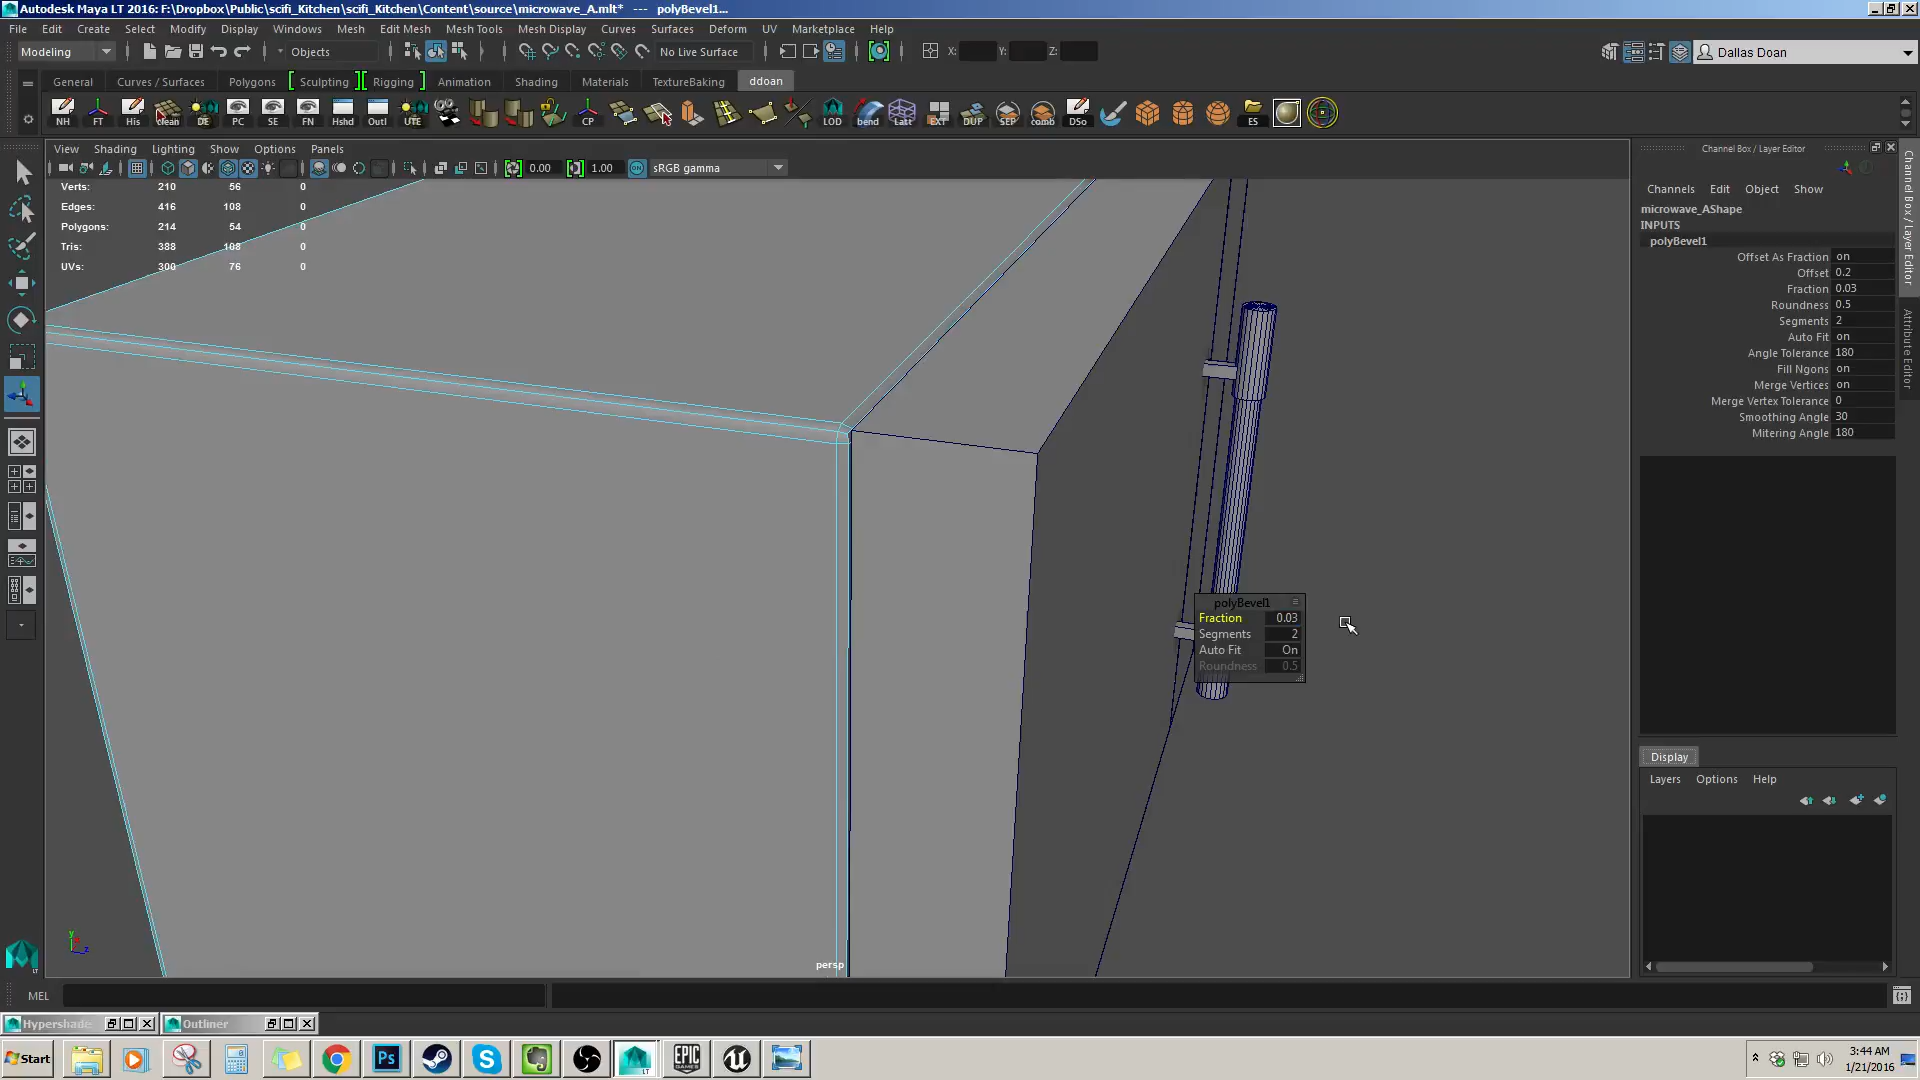 Autodesk Maya LT 2016: F:\Dropbox\Public\scifi_Kitchen\scifi_Kitchen\Content\source\microwave_A.mlt* --- polyBevel1...
File Edit Create Select Modify Display Windows Mesh Edit Mesh Mesh Tools Mesh Display Curves Surfaces Deform UV Marketplace Help
Modeling Objects No Live Surface X: Y: Z: Dallas Doan
General Curves / Surfaces Polygons Sculpting Rigging Animation Shading Materials TextureBaking ddoan
NH FT His clean DE PC SE FN Hshd Outl UTE CP LOD bend Latt EXT DUP SEP comb DSo ES
View Shading Lighting Show Options Panels
0.00 1.00 sRGB gamma
Verts: 210 56 0
Edges: 416 108 0
Polygons: 214 54 0
Tris: 388 108 0
UVs: 300 76 0
polyBevel1
Fraction 0.03
Segments 2
Auto Fit On
Roundness 0.5
y
z
persp
Channel Box / Layer Editor
Channels Edit Object Show
microwave_AShape
INPUTS
polyBevel1
Offset As Fraction on
Offset 0.2
Fraction 0.03
Roundness 0.5
Segments 2
Auto Fit on
Angle Tolerance 180
Fill Ngons on
Merge Vertices on
Merge Vertex Tolerance 0
Smoothing Angle 30
Mitering Angle 180
Channel Box / Layer Editor
Attribute Editor
Display
Layers Options Help
LT
MEL
Hypershade
Outliner
Start
Ps
LT
EPIC
GAMES
3:44 AM
1/21/2016